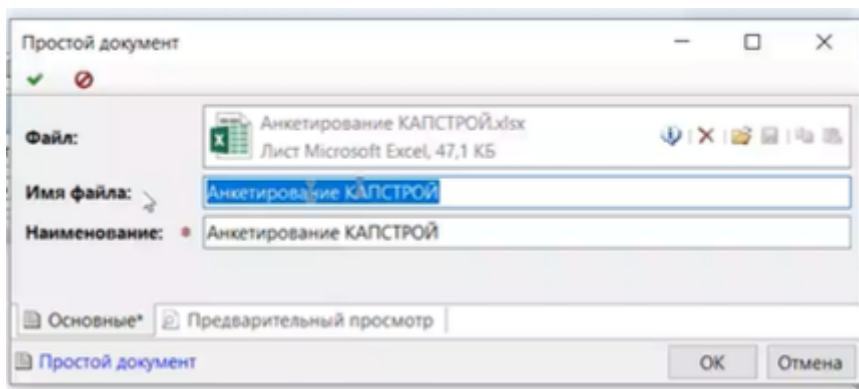 Простой документ
Файл:
Анкетирование КАПСТРОЙ.xlsx
Лист Microsoft Excel, 47,1 КБ
Имя файла: Анкетирование КАПСТРОЙ
Наименование: * Анкетирование КАПСТРОЙ
Основные* Предварительный просмотр
Простой документ OK Отмена